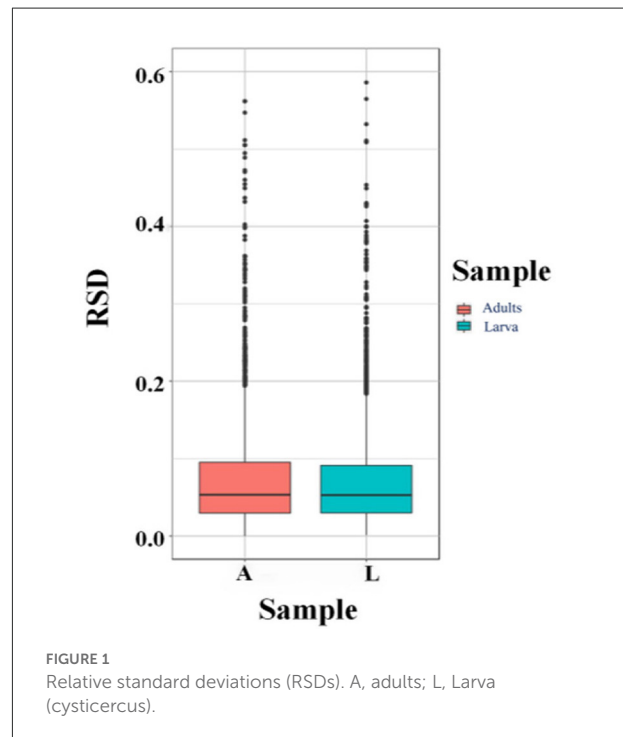 0.6
0.4
0.2
0.0
RSD
A
L
Sample
Sample
Adults
Larva
FIGURE 1
Relative standard deviations (RSDs). A, adults; L, Larva
(cysticercus).